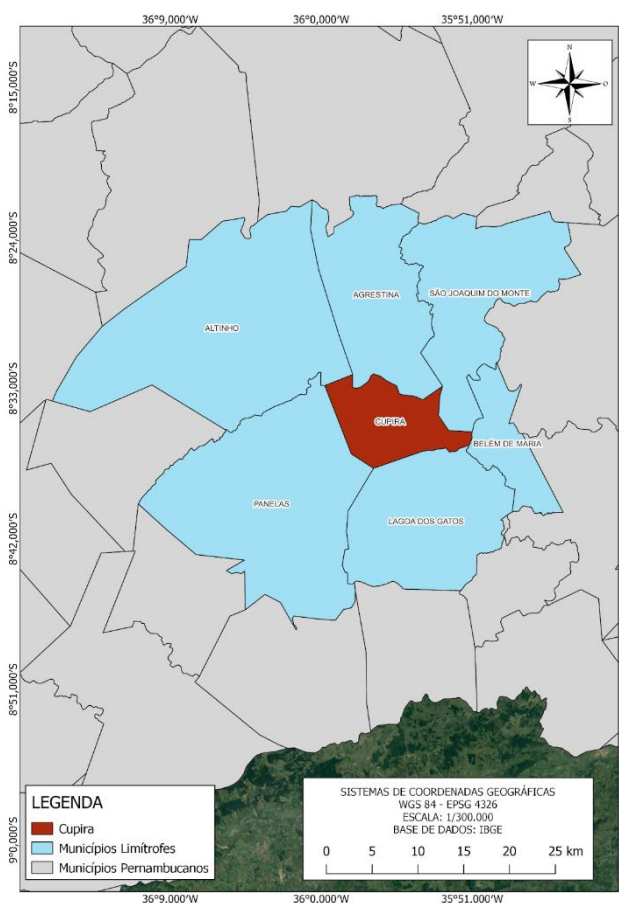 36°9,000'W 36°0,000'W 35°51,000'W
8°15,000'S
8°24,000'S
8°33,000'S
8°42,000'S
8°51,000'S
9°0,000'S
N
W O
S
SÃO JOAQUIM DO MONTE
AGRESTINA
ALTINHO
CUPIRA
BELÉM DE MARIA
PANELAS
LAGOA DOS GATOS
LEGENDA
Cupira
Municípios Limítrofes
Municípios Pernambucanos
SISTEMAS DE COORDENADAS GEOGRÁFICAS
WGS 84 - EPSG 4326
ESCALA: 1/300.000
BASE DE DADOS: IBGE
0 5 10 15 20 25 km
36°9,000'W 36°0,000'W 35°51,000'W